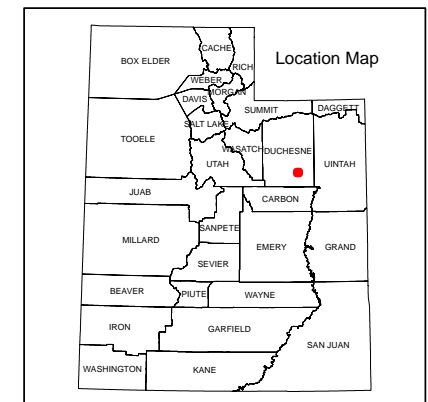 Location Map
CACHE
BOX ELDER
RICH
WEBER
MORGAN
DAVIS
SUMMIT
DAGGETT
SALT LAKE
TOOELE
WASATCH
DUCHESNE
UTAH
UINTAH
JUAB
CARBON
SANPETE
MILLARD
EMERY
GRAND
SEVIER
BEAVER
PIUTE
WAYNE
IRON
GARFIELD
SAN JUAN
WASHINGTON
KANE